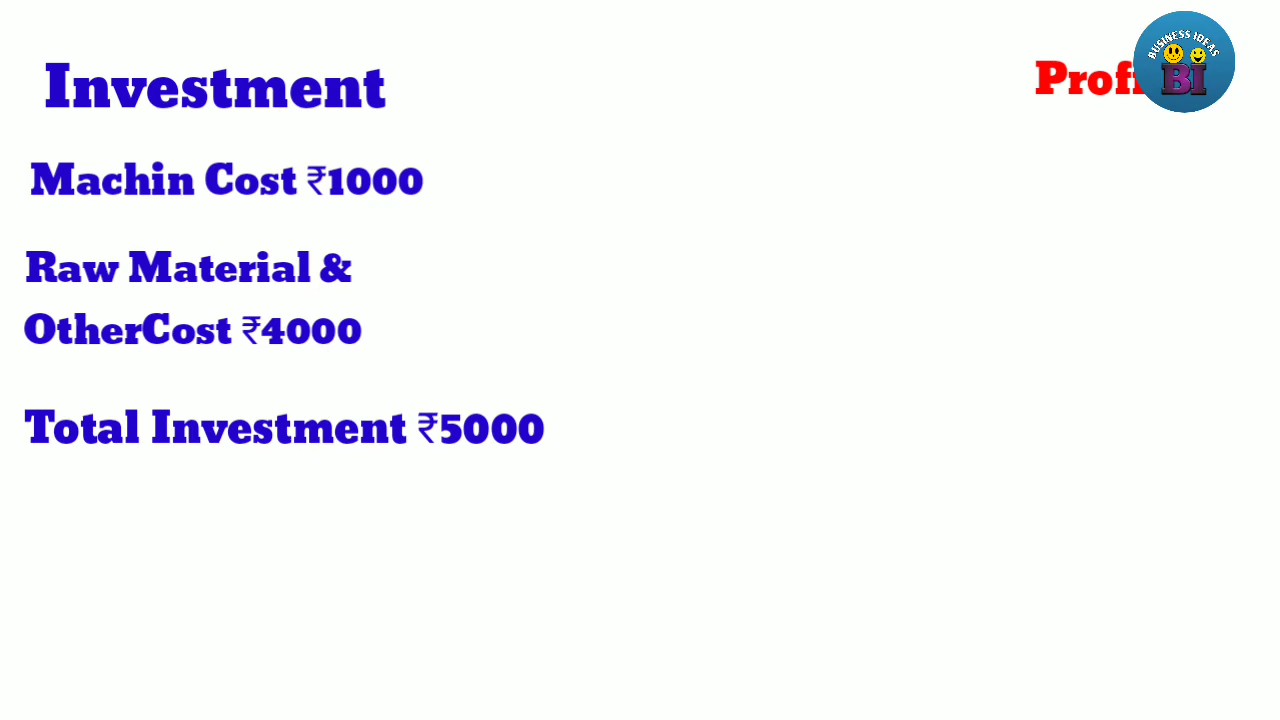 Investment
BUSINESS IDEAS
BI
Machin Cost ₹1000
Raw Material &
OtherCost ₹4000
Total Investment ₹5000